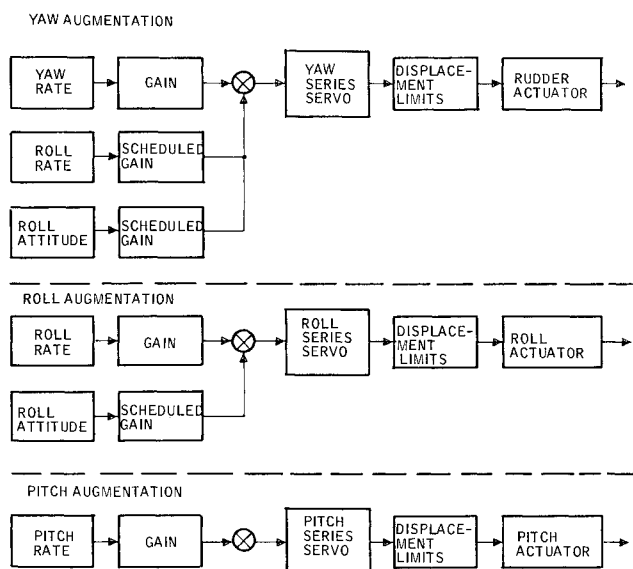 YAW AUGMENTATION
YAW
RATE
GAIN
YAW
SERIES
SERVO
DISPLACE-
MENT
LIMITS
RUDDER
ACTUATOR
ROLL
RATE
SCHEDULED
GAIN
ROLL
ATTITUDE
SCHEDULED
GAIN
ROLL AUGMENTATION
ROLL
RATE
GAIN
ROLL
SERIES
SERVO
DISPLACE-
MENT
LIMITS
ROLL
ACTUATOR
ROLL
ATTITUDE
SCHEDULED
GAIN
PITCH AUGMENTATION
PITCH
RATE
GAIN
PITCH
SERIES
SERVO
DISPLACE-
MENT
LIMITS
PITCH
ACTUATOR